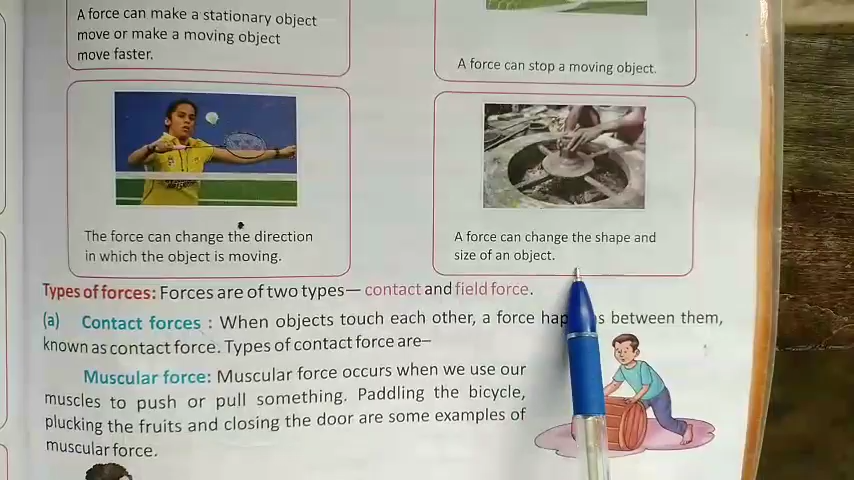 A force can make a stationary object
move or make a moving object
move faster.
A force can stop a moving object.
The force can change the direction
in which the object is moving.
A force can change the shape and
size of an object.
Types of forces: Forces are of two types— contact and field force.
(a) Contact forces : When objects touch each other, a force hap s between them,
known as contact force. Types of contact force are–
Muscular force: Muscular force occurs when we use our
muscles to push or pull something. Paddling the bicycle,
plucking the fruits and closing the door are some examples of
muscular force.